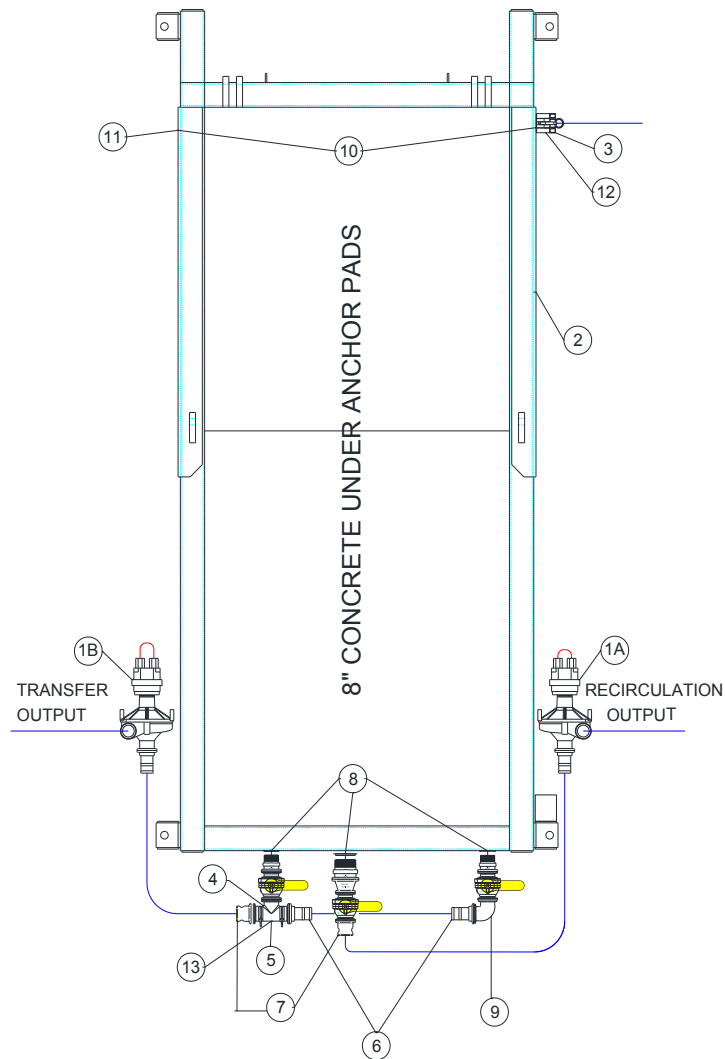 11
10
3
12
2
8" CONCRETE UNDER ANCHOR PADS
1B
1A
TRANSFER
OUTPUT
RECIRCULATION
OUTPUT
8
4
13
5
7
6
9